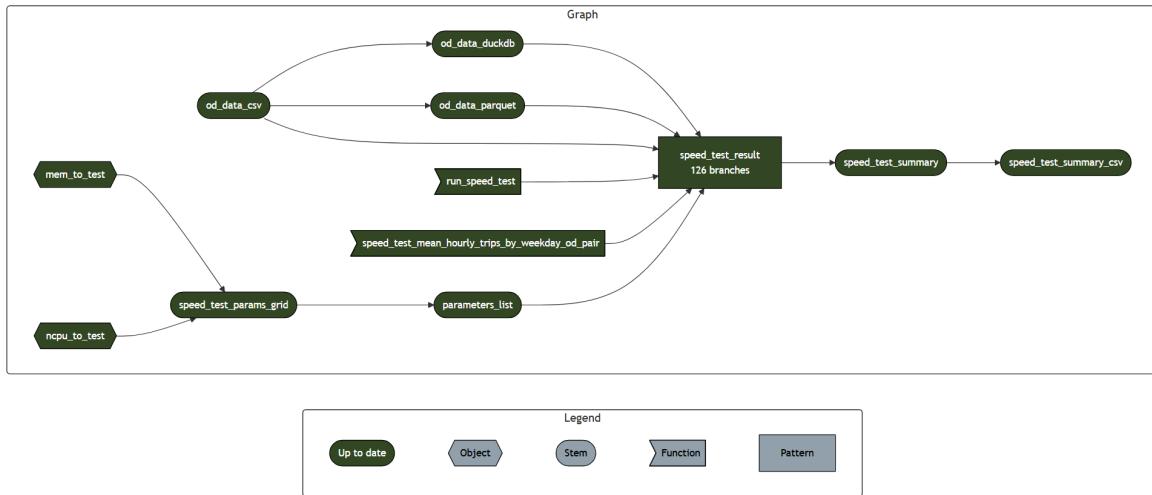 Graph
od_data_duckdb
od_data_csv
od_data_parquet
speed_test_result
126 branches
speed_test_summary
speed_test_summary_csv
mem_to_test
run_speed_test
speed_test_mean_hourly_trips_by_weekday_od_pair
speed_test_params_grid
parameters_list
ncpu_to_test
Legend
Up to date
Object
Stem
Function
Pattern